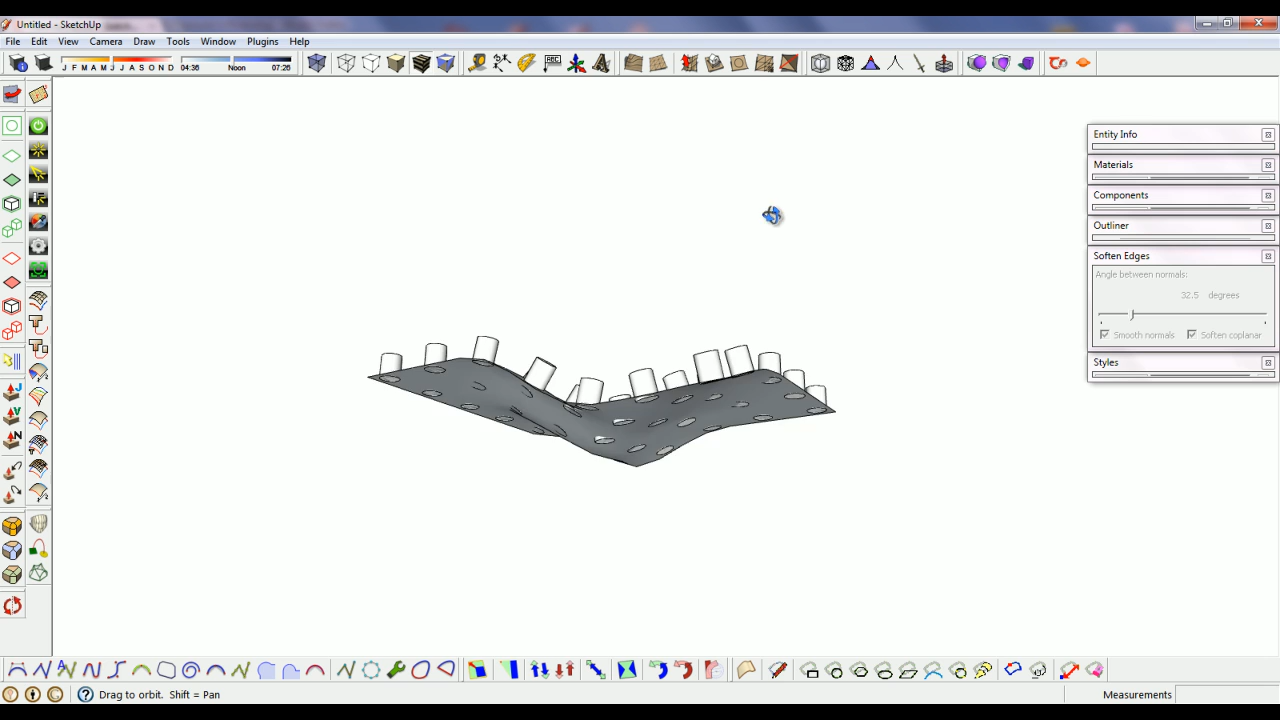 Untitled - SketchUp
File Edit View Camera Draw Tools Window Plugins Help
J F M A M J J A S O N D 04:36 Noon 07:26
ABC
Entity Info
Materials
Components
Outliner
Soften Edges
Angle between normals:
32.5 degrees
Smooth normals Soften coplanar
Styles
Drag to orbit. Shift = Pan
Measurements